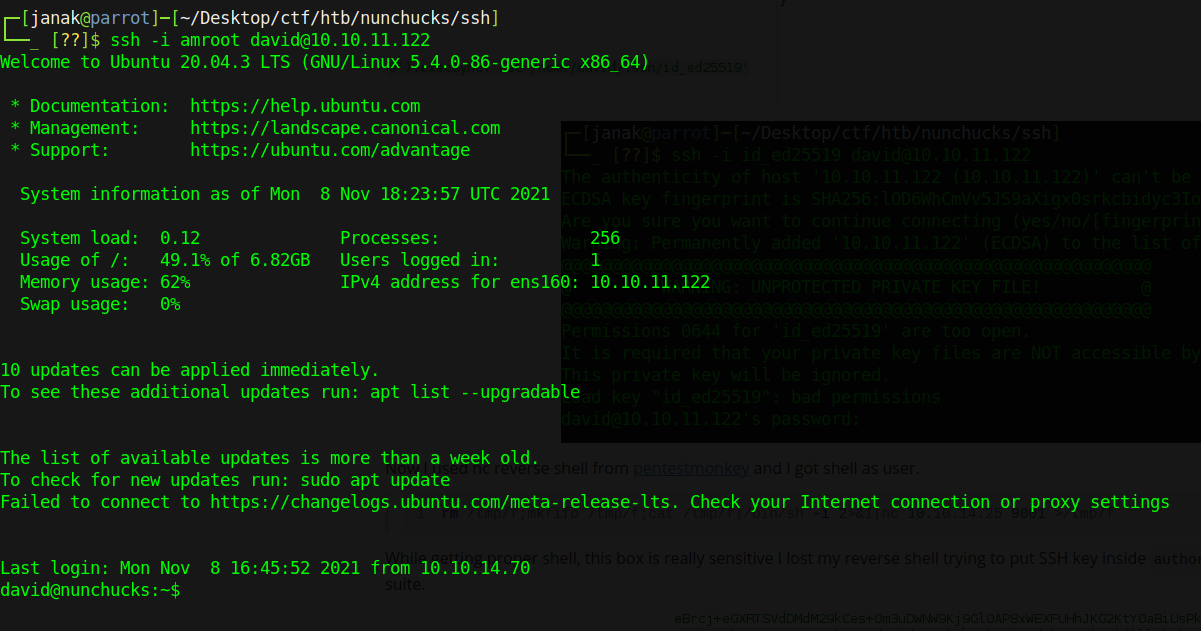 ┌─[janak@parrot]─[~/Desktop/ctf/htb/nunchucks/ssh]
└──_ [??]$ ssh -i amroot david@10.10.11.122
Welcome to Ubuntu 20.04.3 LTS (GNU/Linux 5.4.0-86-generic x86_64)
* Documentation: https://help.ubuntu.com
* Management: https://landscape.canonical.com
* Support: https://ubuntu.com/advantage
System information as of Mon 8 Nov 18:23:57 UTC 2021
System load: 0.12 Processes: 256
Usage of /: 49.1% of 6.82GB Users logged in: 1
Memory usage: 62% IPv4 address for ens160: 10.10.11.122
Swap usage: 0%
10 updates can be applied immediately.
To see these additional updates run: apt list --upgradable
The list of available updates is more than a week old.
To check for new updates run: sudo apt update
Failed to connect to https://changelogs.ubuntu.com/meta-release-lts. Check your Internet connection or proxy settings
Last login: Mon Nov 8 16:45:52 2021 from 10.10.14.70
david@nunchucks:~$
┌─[janak@parrot]─[~/Desktop/ctf/htb/nunchucks/ssh]
└──_ [??]$ ssh -i id_ed25519 david@10.10.11.122
The authenticity of host '10.10.11.122 (10.10.11.122)' can't be
ECDSA key fingerprint is
Are you sure you want to continue connecting (yes/no/[fingerprin
Warning: Permanently added '10.10.11.122' (ECDSA) to the list of
UNPROTECTED PRIVATE KEY FILE! @
Permissions 0644 for 'id_ed25519' are too open.
It is required that your private key files are NOT accessible by
This private key will be ignored.
Load key "id_ed25519": bad permissions
david@10.10.11.122's password:
Now I used nc reverse shell from pentestmonkey and I got shell as user.
While getting proper shell, this box is really sensitive I lost my reverse shell trying to put SSH key inside author
suite.